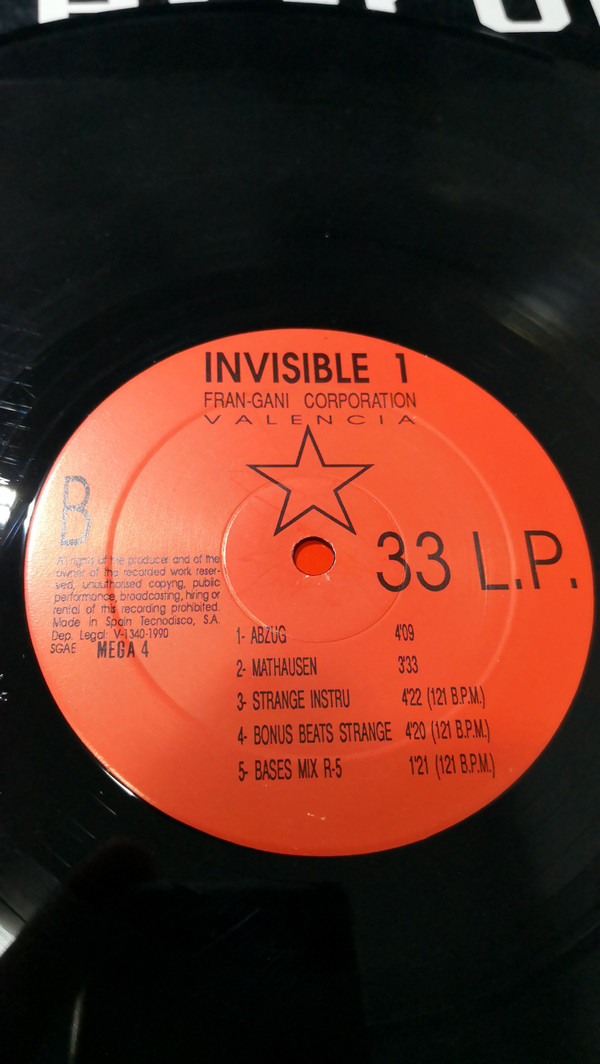 INVISIBLE 1
FRAN-GANI CORPORATION
VALENCIA
B
33 L.P.
All rights of the producer and of the
owner of the recorded work reser-
ved, unauthorised copyng, public
performance, broadcasting, hiring or
rental of this recording prohibited.
Made in Spain Tecnodisco, S.A.
Dep. Legal: V-1340-1990
SGAE MEGA 4
1- ABZUG 4'09
2- MATHAUSEN 3'33
3- STRANGE INSTRU 4'22 (121 B.P.M.)
4- BONUS BEATS STRANGE 4'20 (121 B.P.M.)
5- BASES MIX R-5 1'21 (121 B.P.M.)